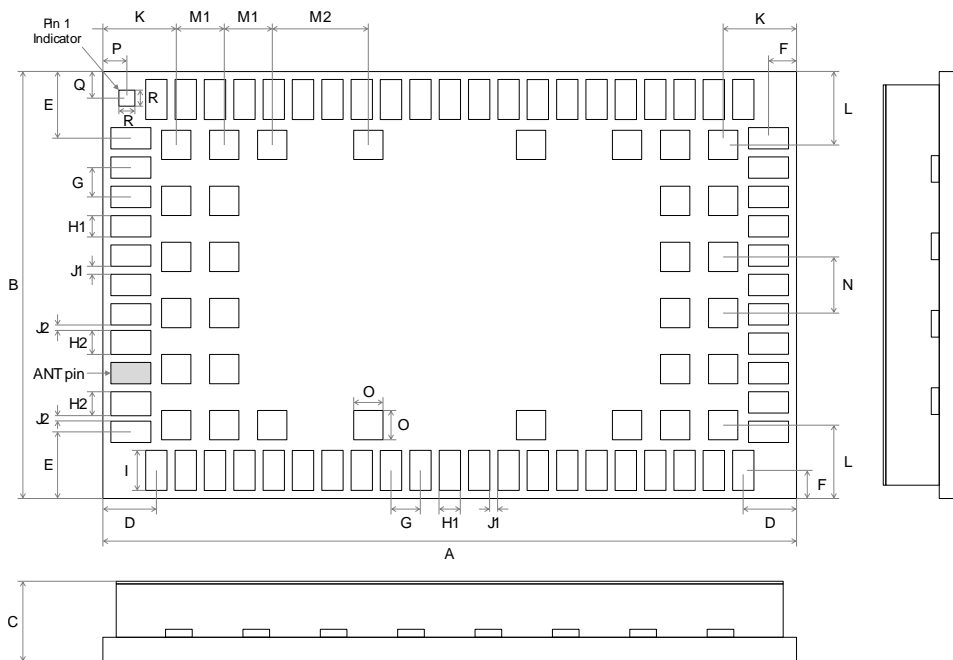 Pin 1
Indicator
K M1 M1 M2 K
P F
Q
E R L
R
G
H1
J1 N
B
J2
H2
ANT pin
O
H2 O
J2
E I L
F
D G H1 J1 D
A
C